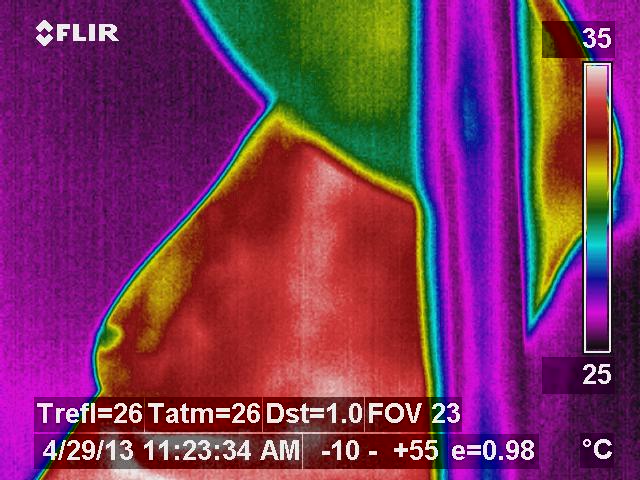 FLIR
35
25
Trefl=26 Tatm=26 Dst=1.0 FOV 23
4/29/13 11:23:34 AM -10 - +55 e=0.98 °C